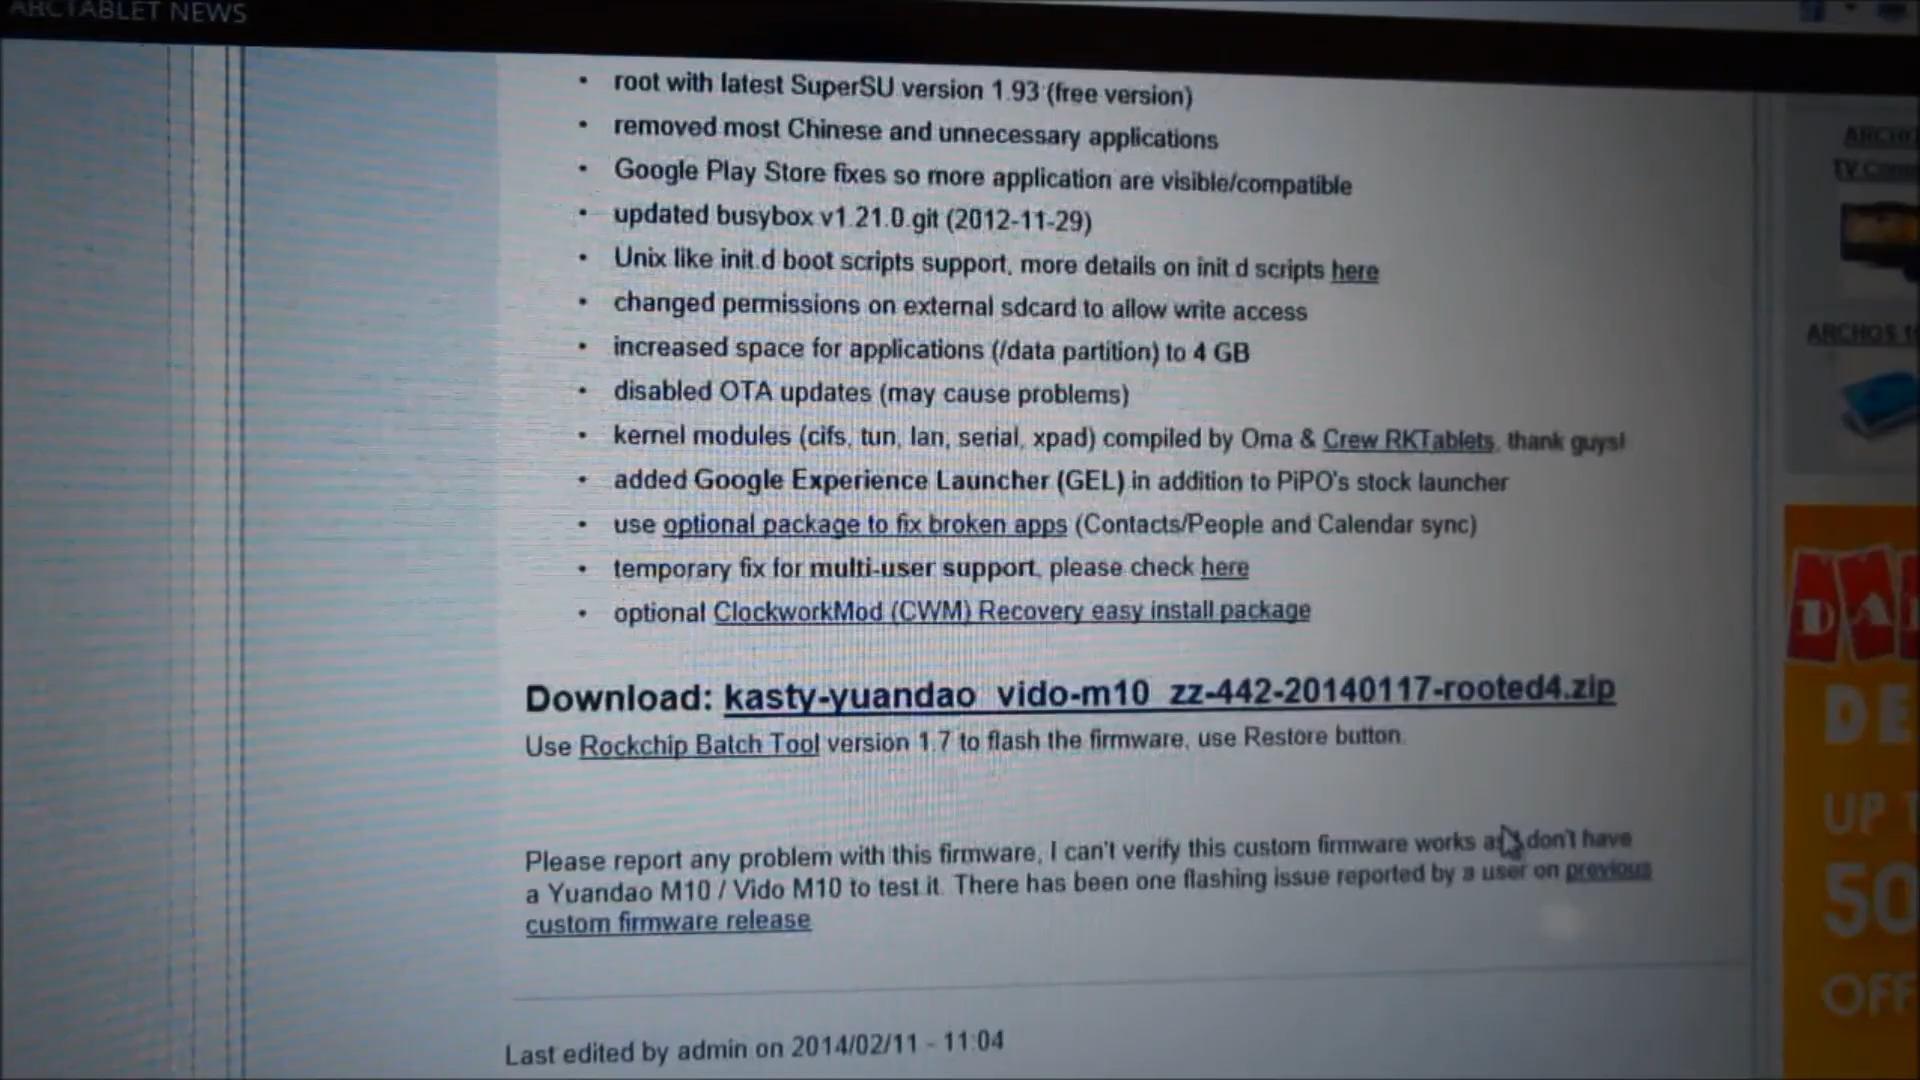 ARCTABLET NEWS
• root with latest SuperSU version 1.93 (free version)
• removed most Chinese and unnecessary applications
• Google Play Store fixes so more application are visible/compatible
• updated busybox v1.21.0.git (2012-11-29)
• Unix like init.d boot scripts support, more details on init d scripts here
• changed permissions on external sdcard to allow write access
• increased space for applications (/data partition) to 4 GB
• disabled OTA updates (may cause problems)
• kernel modules (cifs, tun, lan, serial, xpad) compiled by Oma & Crew RKTablets, thank guys!
• added Google Experience Launcher (GEL) in addition to PiPO's stock launcher
• use optional package to fix broken apps (Contacts/People and Calendar sync)
• temporary fix for multi-user support, please check here
• optional ClockworkMod (CWM) Recovery easy install package
Download: kasty-yuandao_vido-m10_zz-442-20140117-rooted4.zip
Use Rockchip Batch Tool version 1.7 to flash the firmware, use Restore button.
Please report any problem with this firmware, I can't verify this custom firmware works as don't have
a Yuandao M10 / Vido M10 to test it. There has been one flashing issue reported by a user on previous
custom firmware release
Last edited by admin on 2014/02/11 - 11:04
ARCHOS
TV
ARCHOS
DE
UP T
50
OFF